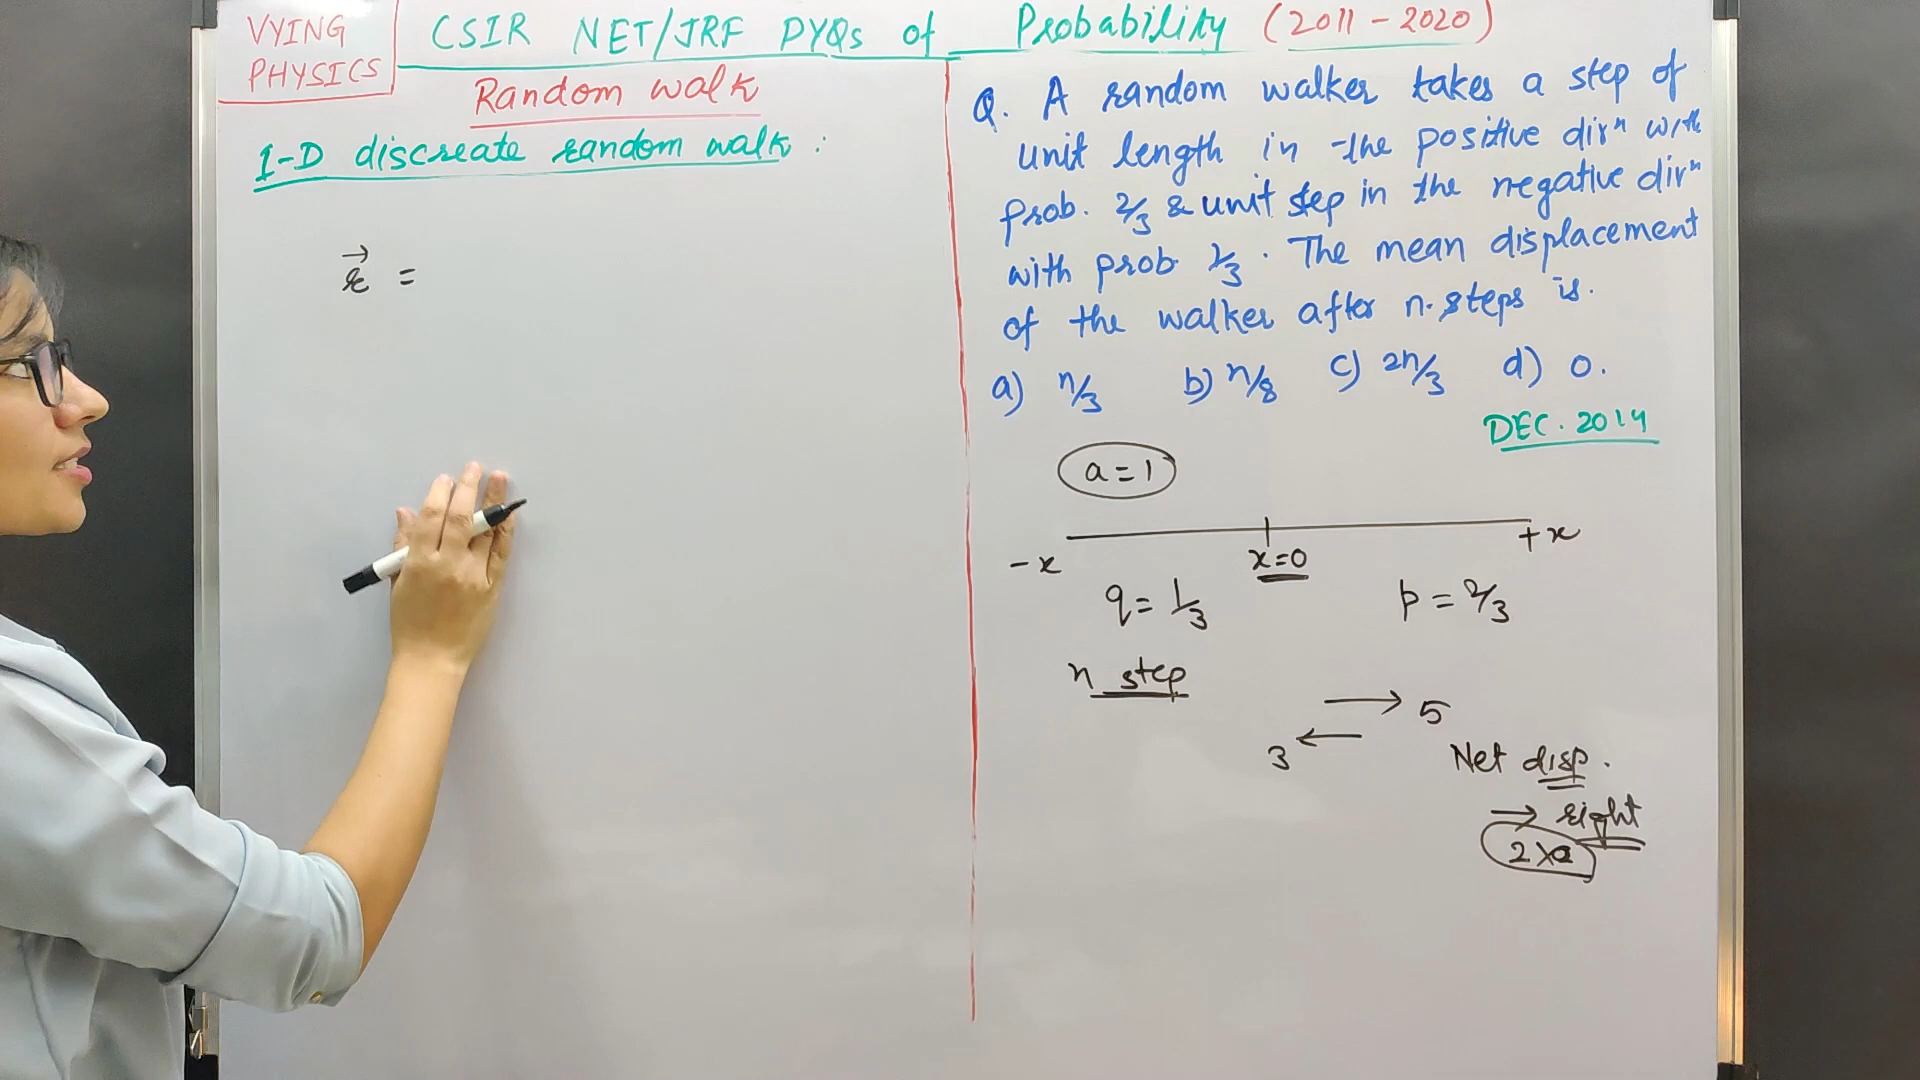 VYING
PHYSICS
CSIR NET/JRF PYQs of Probability (2011-2020)
Random walk
1-D discreate random walk :
r⃗ =
Q. A random walker takes a step of
unit length in the positive dirⁿ with
prob. 2/3 & unit step in the negative dirⁿ
with prob 1/3. The mean displacement
of the walker after n. steps is.
a) n/3 b) n/8 c) 2n/3 d) 0.
DEC. 2014
a=1
-x x=0 +x
q = 1/3 p = 2/3
n step
→ 5
3 ←
Net disp.
→ right
2xa